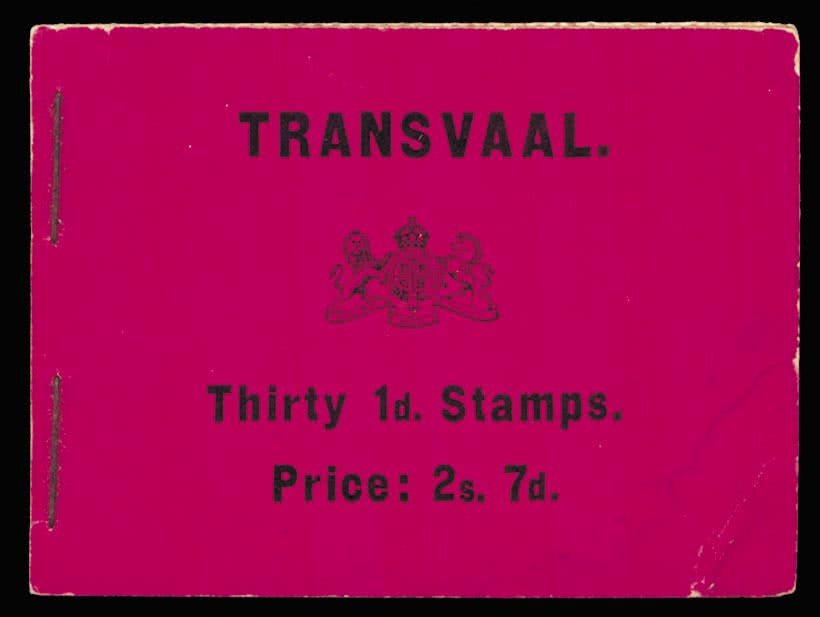 TRANSVAAL.
Thirty 1d. Stamps.
Price: 2s. 7d.